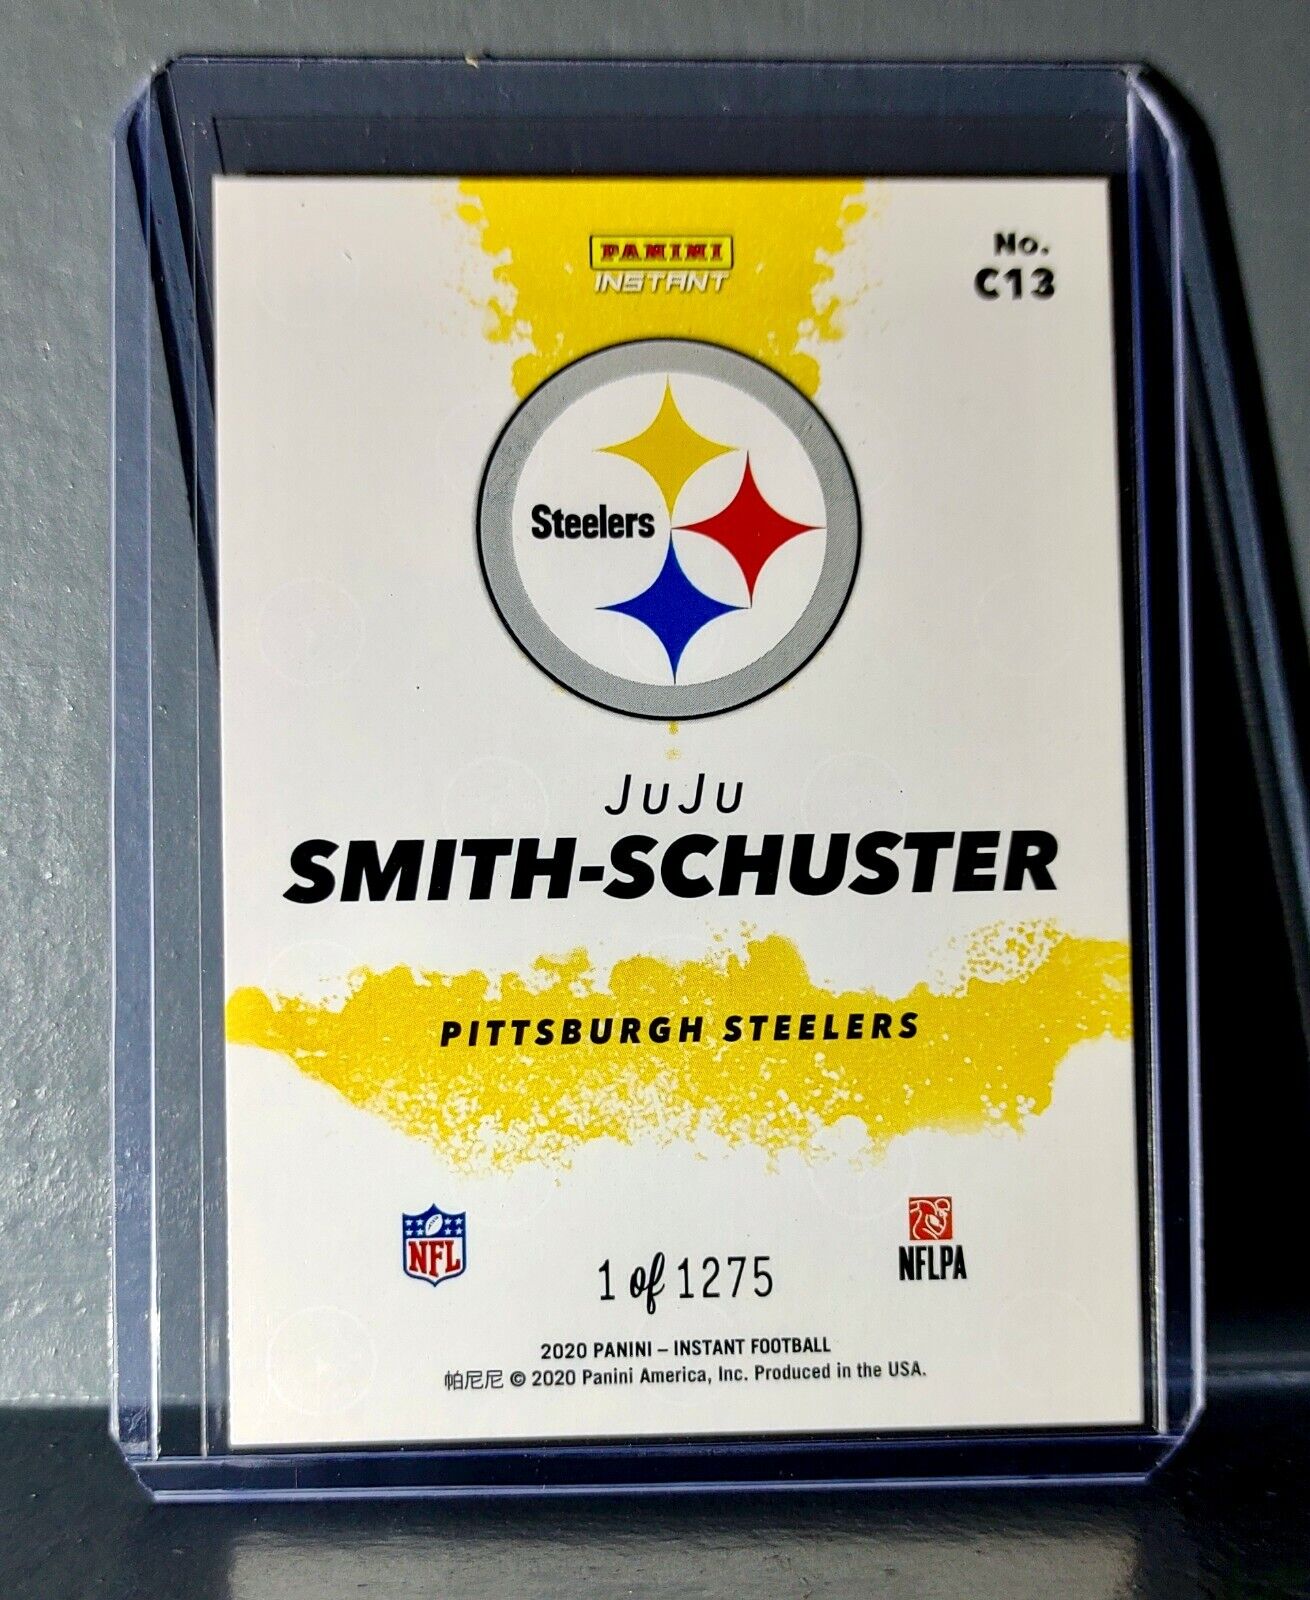 PANINI
INSTANT
No.
C13
Steelers
JuJu
SMITH-SCHUSTER
PITTSBURGH STEELERS
NFL
1 of 1275
NFLPA
2020 PANINI – INSTANT FOOTBALL
帕尼尼 © 2020 Panini America, Inc. Produced in the USA.